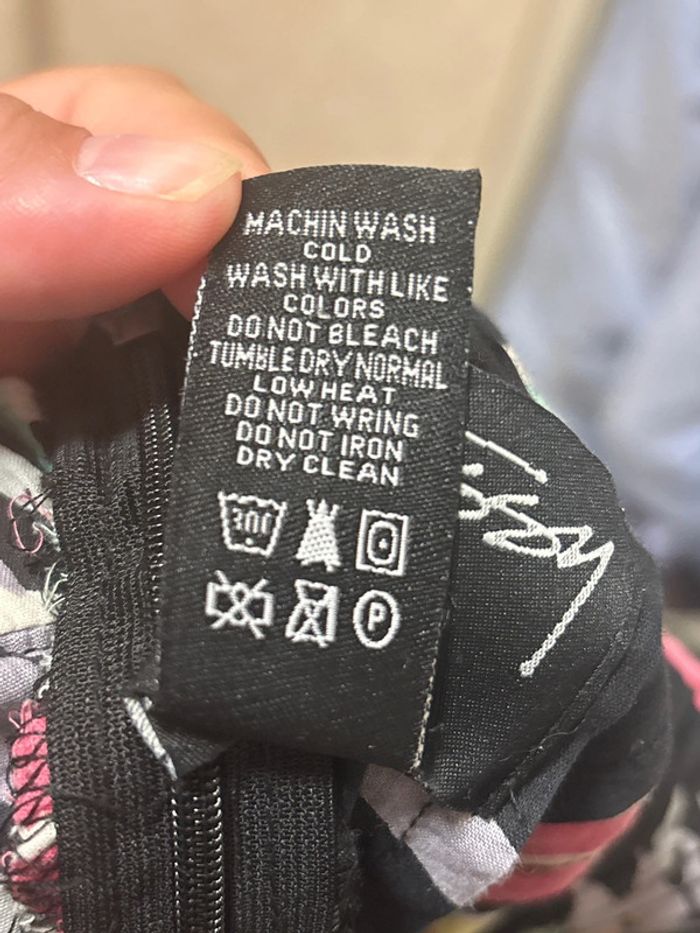 MACHIN WASH
COLD
WASH WITH LIKE
COLORS
DO NOT BLEACH
TUMBLE DRY NORMAL
LOW HEAT
DO NOT WRING
DO NOT IRON
DRY CLEAN
P